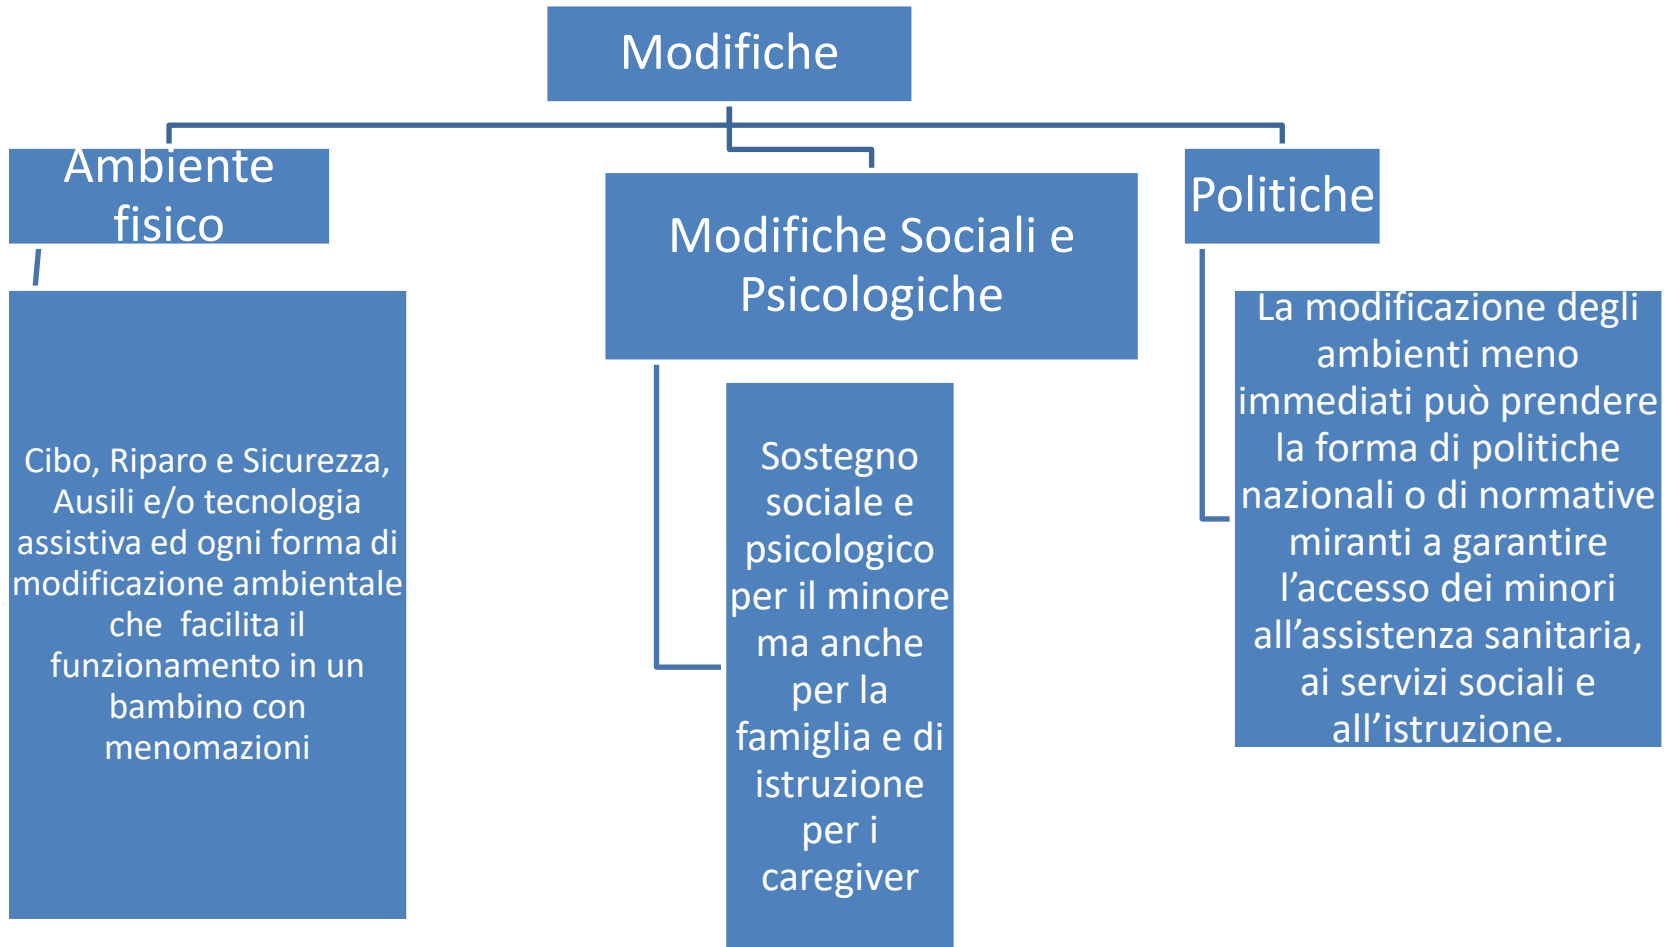 Modifiche
Ambiente
fisico
Cibo, Riparo e Sicurezza,
Ausili e/o tecnologia
assistiva ed ogni forma di
modificazione ambientale
che facilita il
funzionamento in un
bambino con
menomazioni
Modifiche Sociali e
Psicologiche
Sostegno
sociale e
psicologico
per il minore
ma anche
per la
famiglia e di
istruzione
per i
caregiver
Politiche
La modificazione degli
ambienti meno
immediati può prendere
la forma di politiche
nazionali o di normative
miranti a garantire
l’accesso dei minori
all’assistenza sanitaria,
ai servizi sociali e
all’istruzione.